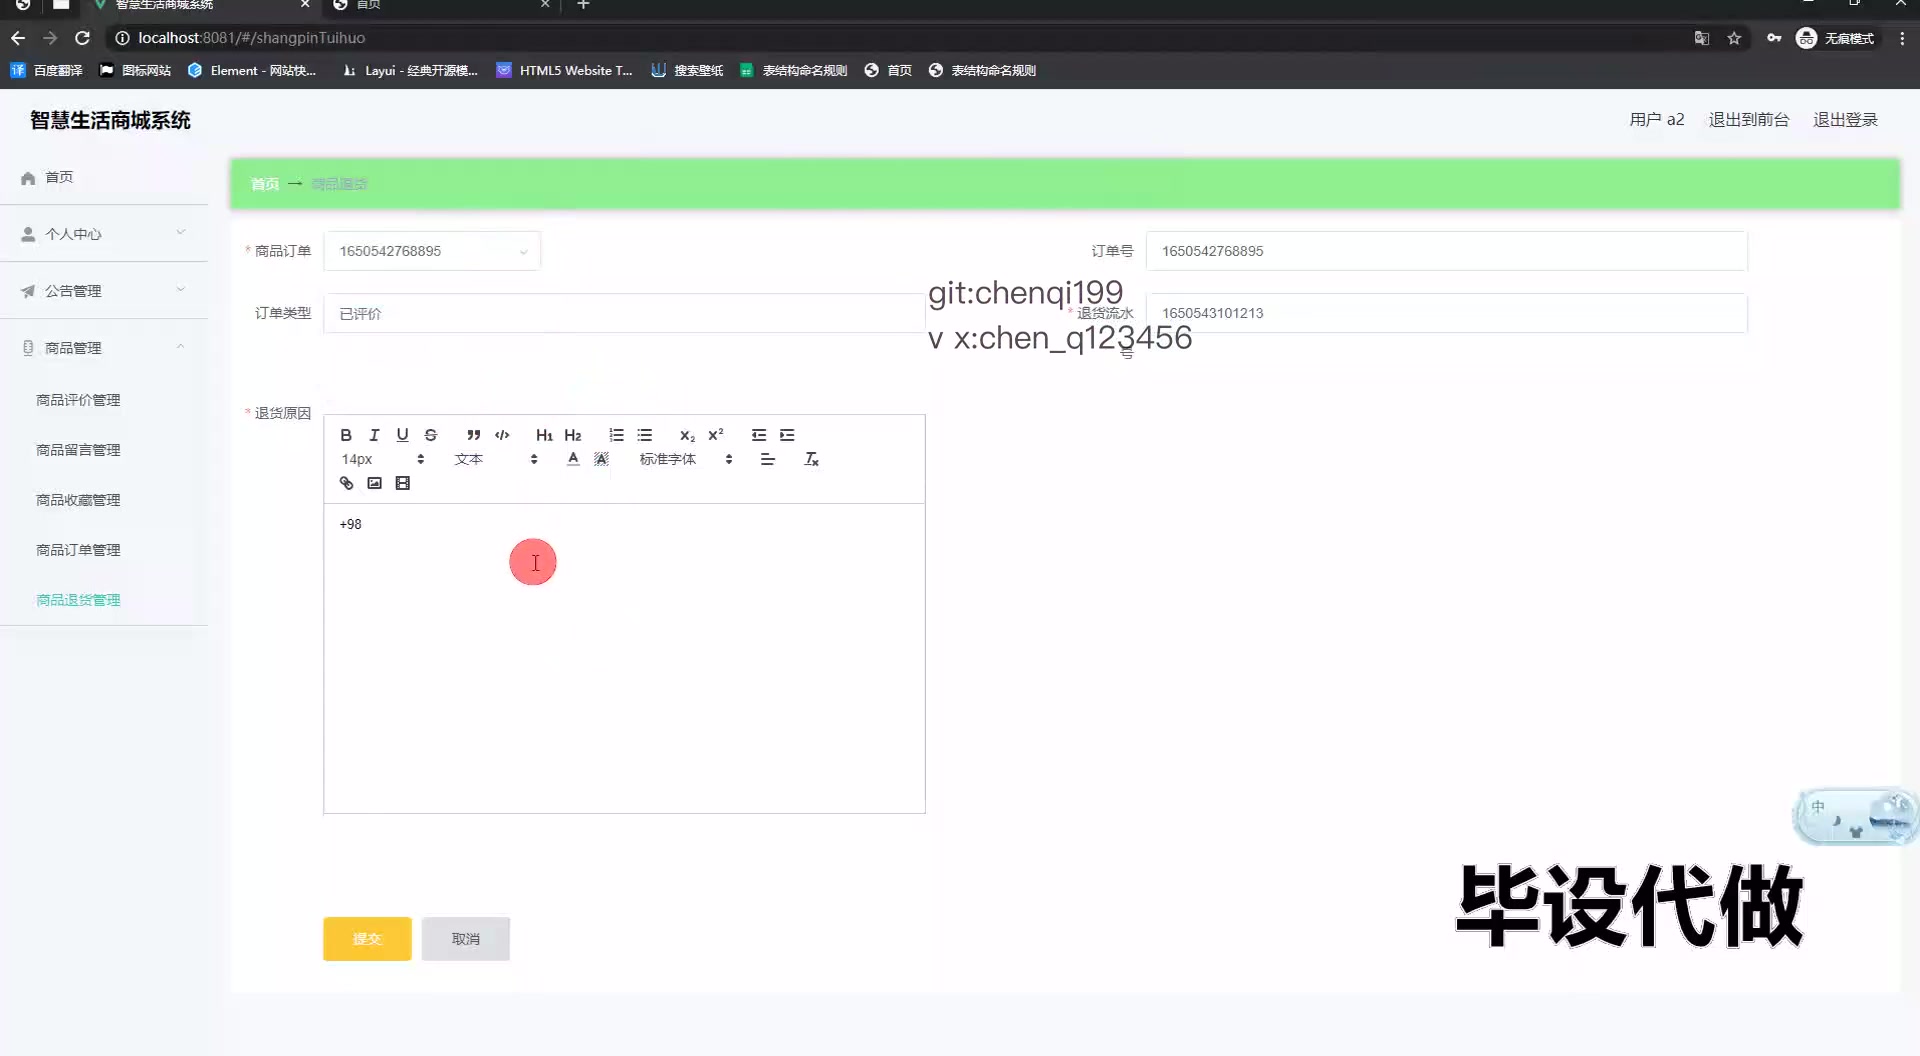 智慧生活商城系统
首页
localhost:8081/#/shangpinTuihuo
无痕模式
百度翻译
图标网站
Element - 网站快...
Layui - 经典开源模...
HTML5 Website T...
搜索壁纸
表结构命名规则
首页
表结构命名规则
智慧生活商城系统
用户 a2
退出到前台
退出登录
首页
个人中心
公告管理
商品管理
商品评价管理
商品留言管理
商品收藏管理
商品订单管理
商品退货管理
首页 → 商品退货
* 商品订单
1650542768895
订单号
1650542768895
订单类型
已评价
* 退货流水号
1650543101213
git:chenqi199
v x:chen_q123456
* 退货原因
14px
文本
标准字体
+98
提交
取消
中
毕设代做